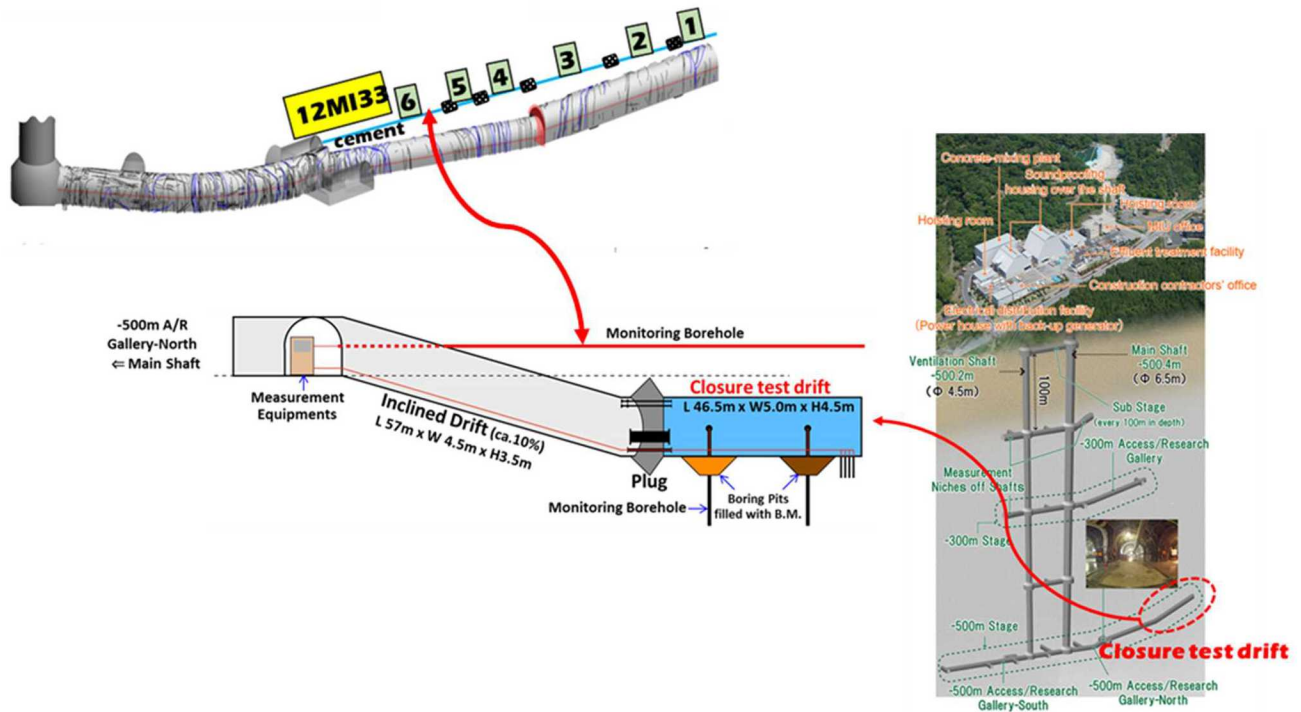 1
2
3
4
5
6
12MI33
cement
-500m A/R
Gallery-North
⇐ Main Shaft
Measurement
Equipments
Inclined Drift (ca.10%)
L 57m x W 4.5m x H3.5m
Monitoring Borehole
Closure test drift
L 46.5m x W5.0m x H4.5m
Plug
Monitoring Borehole
Boring Pits
filled with B.M.
Concrete-mixing plant
Soundproofing
housing over the shaft
Hoisting room
Hoisting room
MIU office
Effluent treatment facility
Construction contractors' office
Electrical distribution facility
(Power house with back-up generator)
Ventilation Shaft
-500.2m
(Φ 4.5m)
Main Shaft
-500.4m
(Φ 6.5m)
100m
Sub Stage
(every 100m in depth)
-300m Access/Research
Gallery
Measurement
Niches off Shafts
-300m Stage
-500m Stage
Closure test drift
-500m Access/Research
Gallery-South
-500m Access/Research
Gallery-North